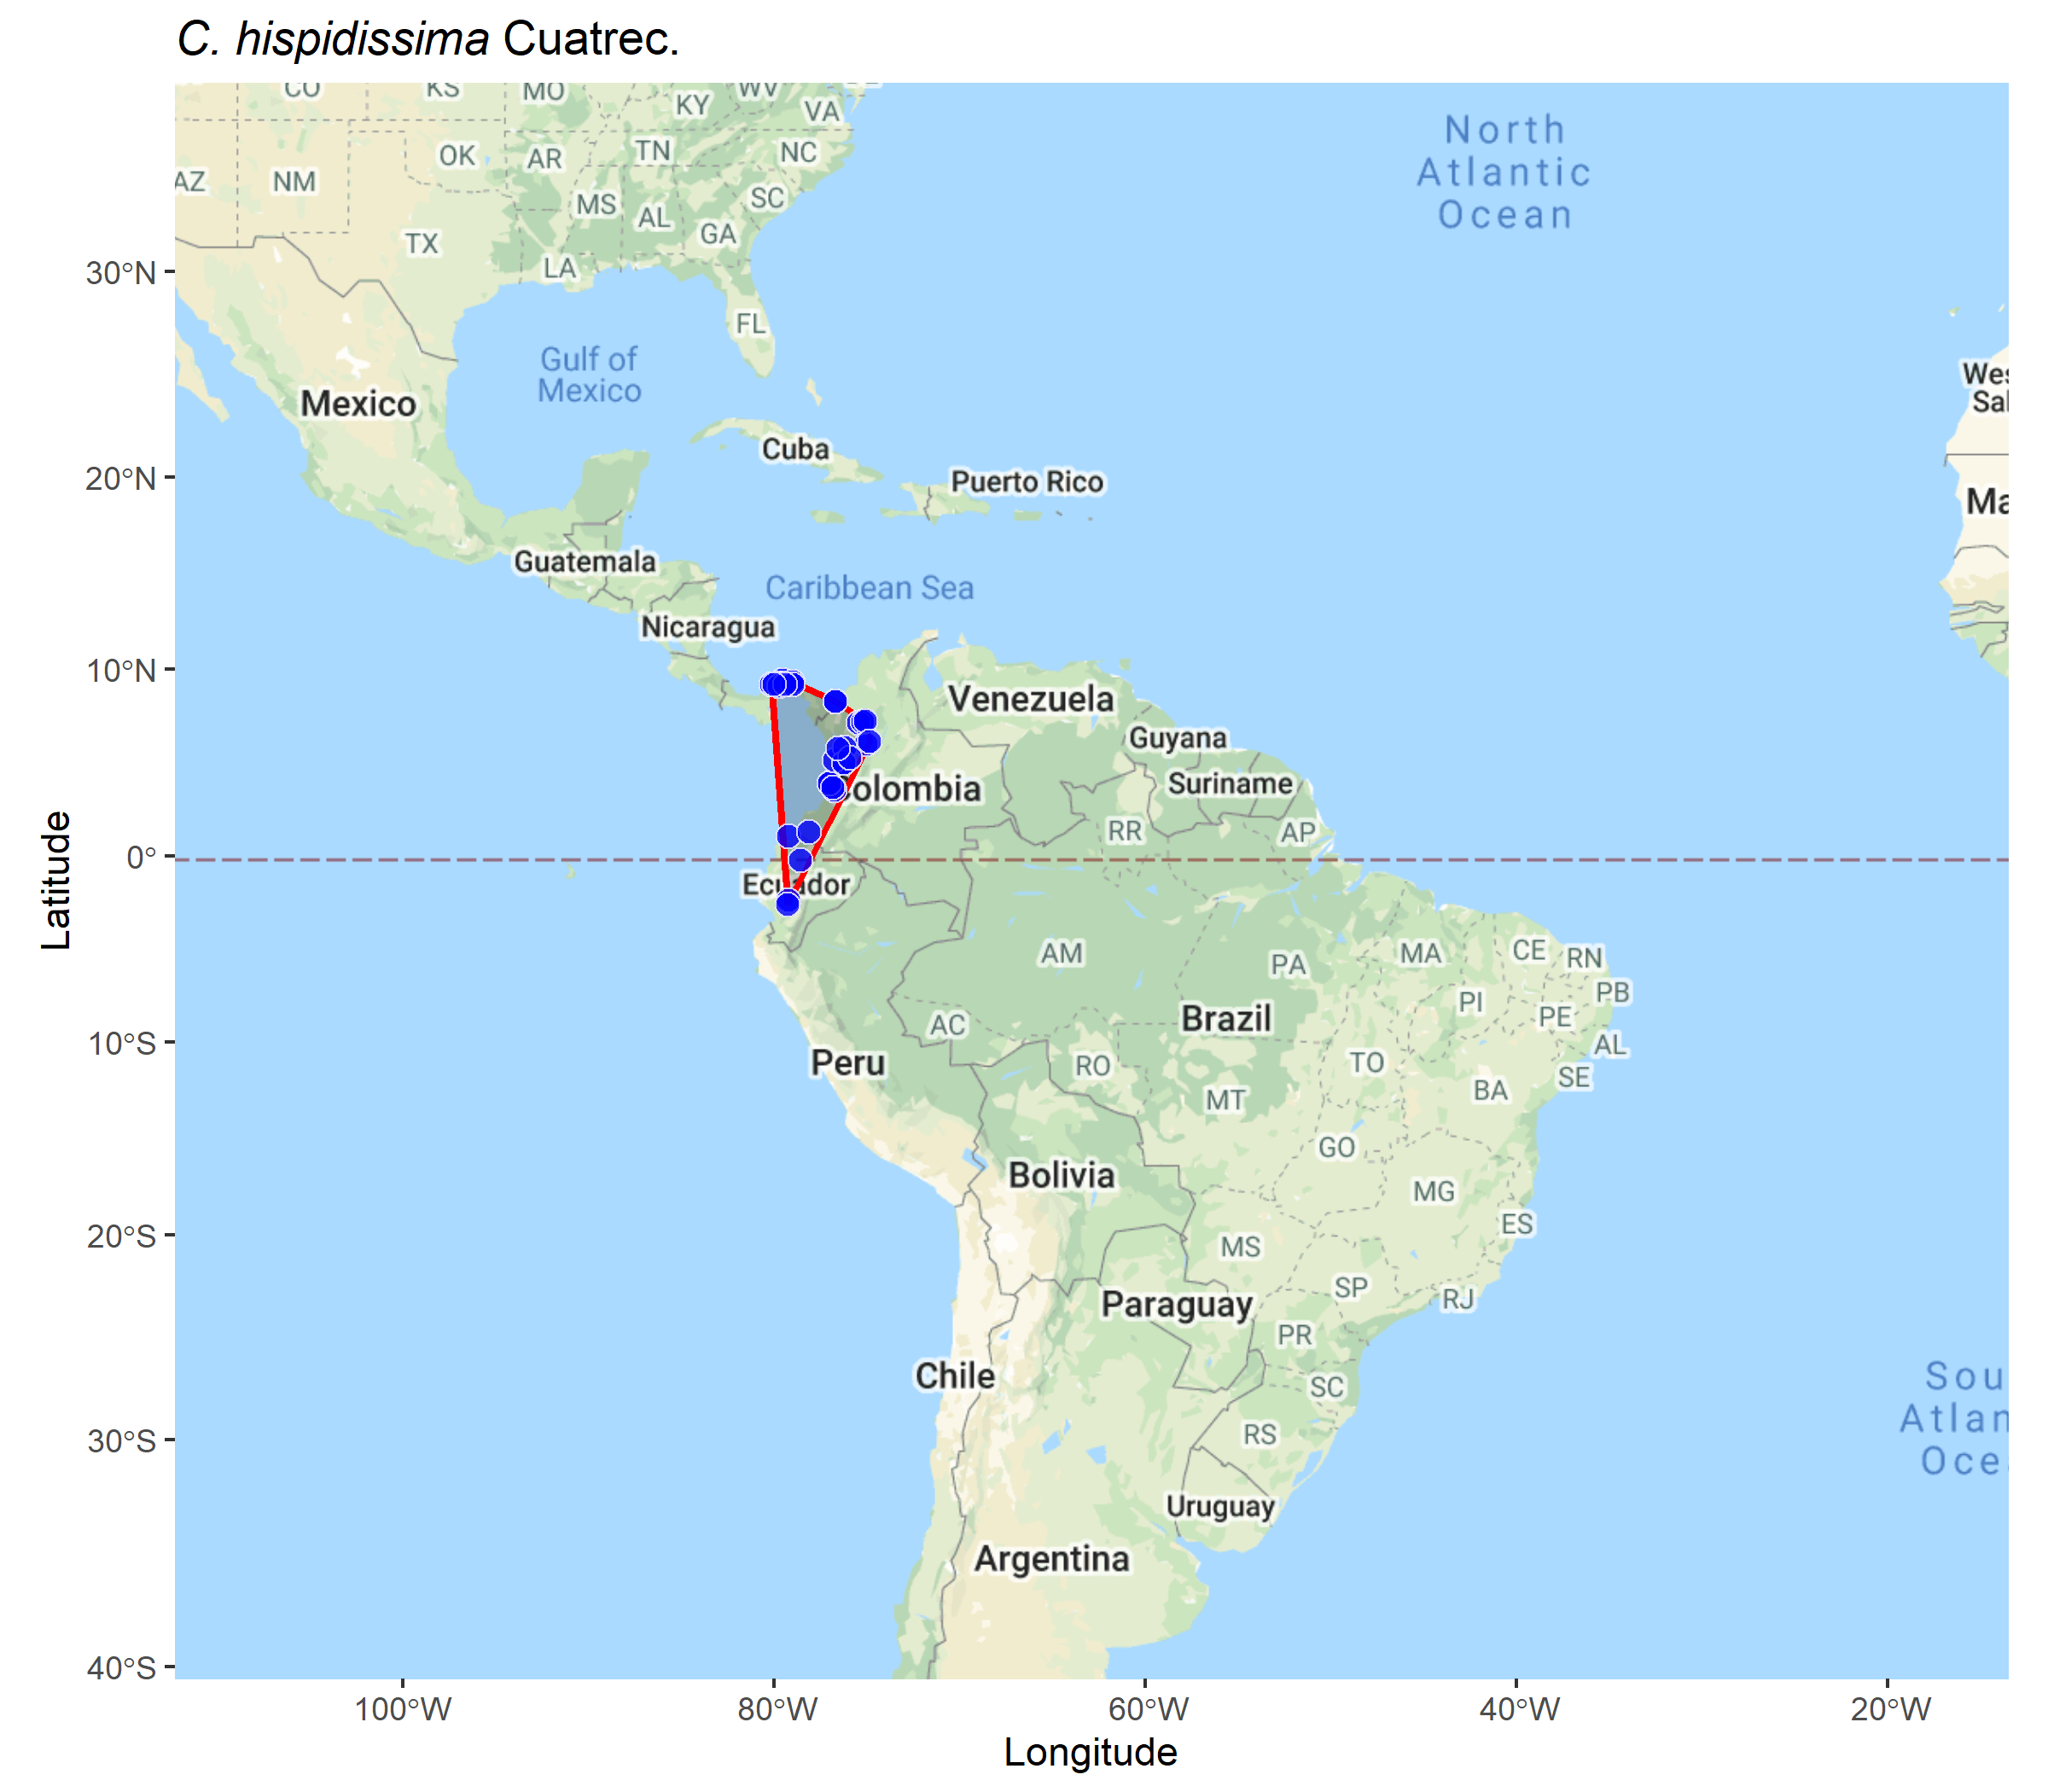 C. hispidissima Cuatrec.
CO
KS
MO
KY
WV
VA
AZ
NM
OK
AR
TN
NC
TX
MS
AL
SC
GA
LA
FL
North
Atlantic
Ocean
Gulf of
Mexico
Mexico
Cuba
Puerto Rico
Wes
Sal
Ma
Guatemala
Caribbean Sea
Nicaragua
Venezuela
Guyana
Suriname
Colombia
RR
AP
Ecuador
AM
PA
MA
CE
RN
PB
PI
PE
AL
SE
AC
Brazil
Peru
RO
TO
BA
MT
GO
Bolivia
MG
ES
MS
SP
RJ
Paraguay
PR
Chile
SC
RS
Uruguay
Argentina
Sou
Atlan
Oce
30°N
20°N
10°N
0°
10°S
20°S
30°S
40°S
Latitude
100°W
80°W
60°W
40°W
20°W
Longitude